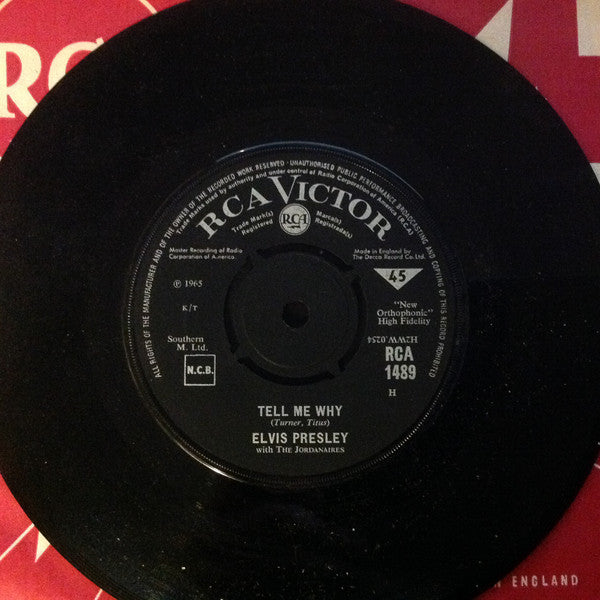 ALL RIGHTS OF THE MANUFACTURER AND OF THE OWNER OF THE RECORDED WORK RESERVED · UNAUTHORISED PUBLIC PERFORMANCE BROADCASTING AND COPYING OF THIS RECORD PROHIBITED
Trade Marks used by authority and under control of Radio Corporation of America (R.C.A)
RCA VICTOR
Trade Mark(s)
Registered
RCA
Marca(s)
Registrada(s)
Master Recording of Radio
Corporation of America.
Made in England by
The Decca Record Co. Ltd.
45
℗ 1965
K/T
"New
Orthophonic"
High Fidelity
Southern
M. Ltd.
H2WW.0254
N.C.B.
RCA
1489
H
TELL ME WHY
(Turner, Titus)
ELVIS PRESLEY
with THE JORDANAIRES
RC
ENGLAND